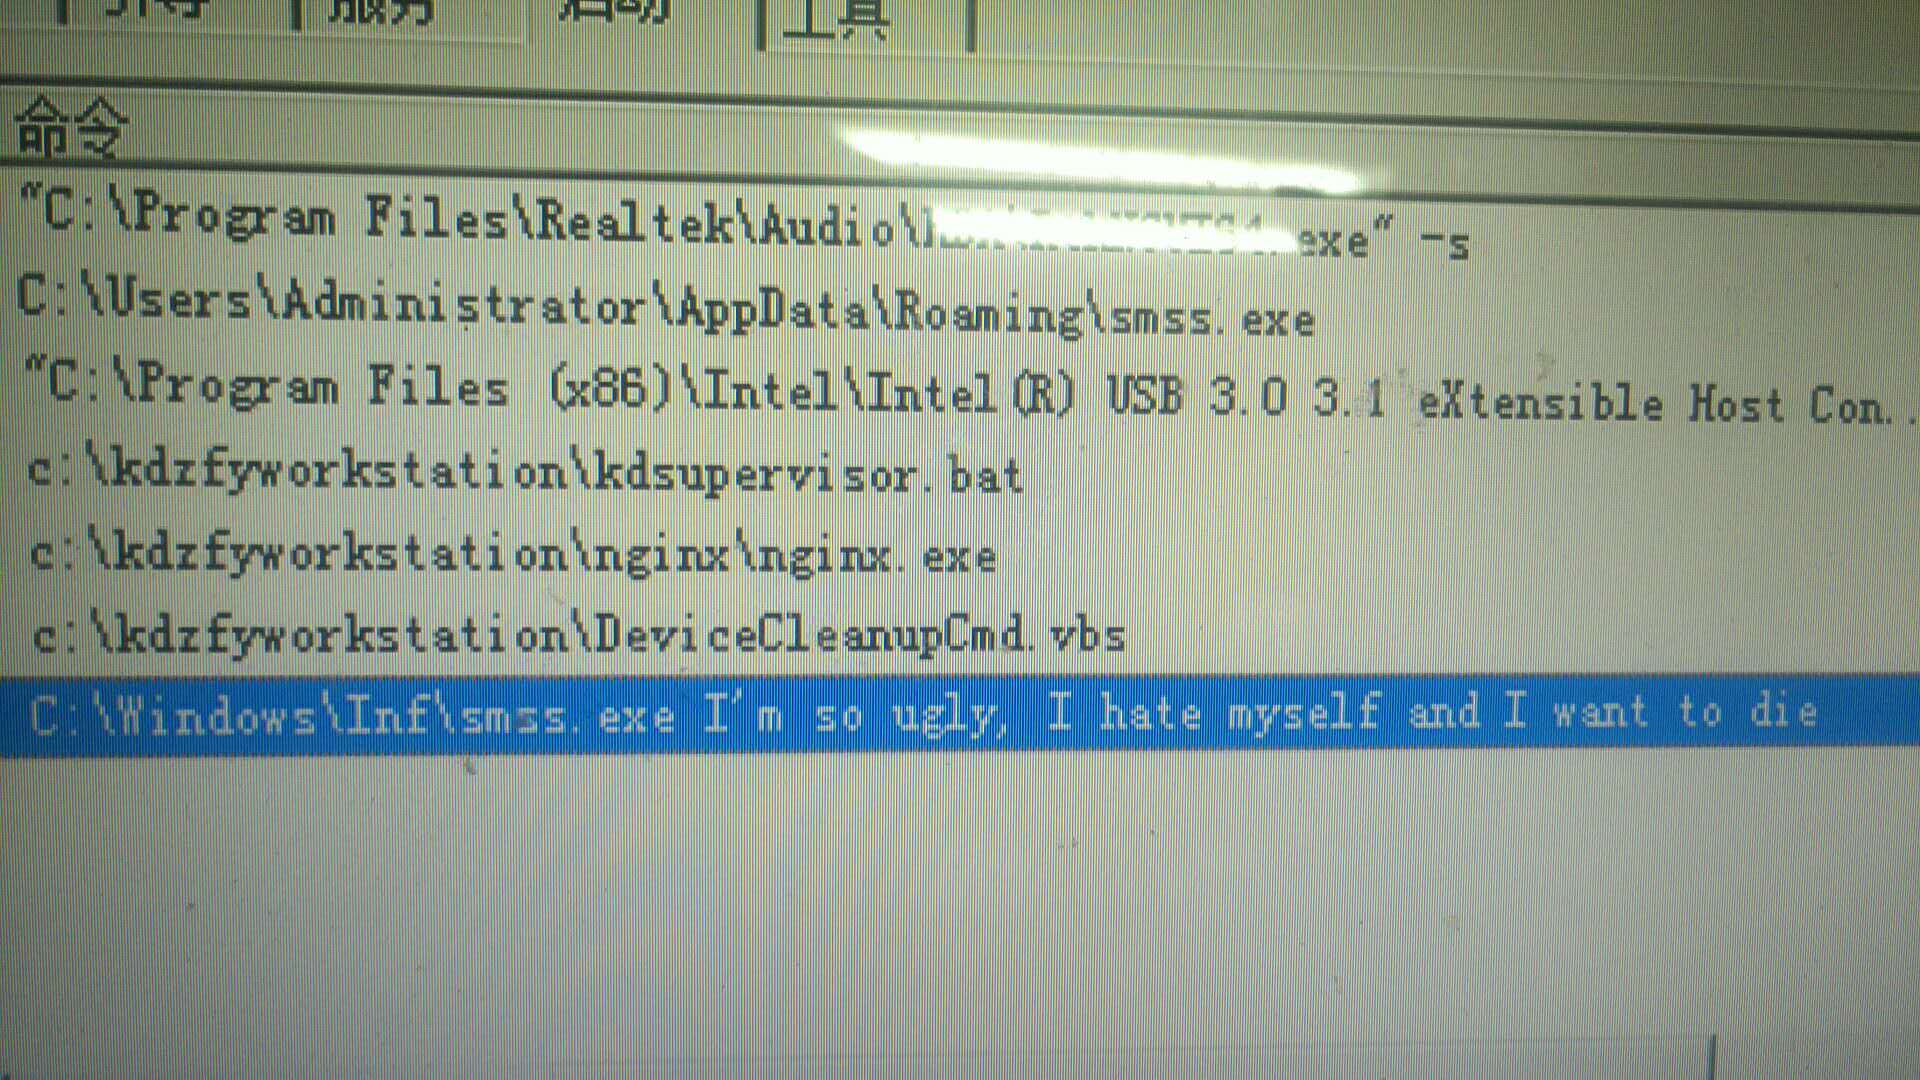 服务 启动 工具
命令
"C:\Program Files\Realtek\Audio\ .exe" -s
C:\Users\Administrator\AppData\Roaming\smss.exe
"C:\Program Files (x86)\Intel\Intel(R) USB 3.0 3.1 eXtensible Host Con..
c:\kdzfyworkstation\kdsupervisor.bat
c:\kdzfyworkstation\nginx\nginx.exe
c:\kdzfyworkstation\DeviceCleanupCmd.vbs
C:\Windows\Inf\smss.exe I'm so ugly, I hate myself and I want to die